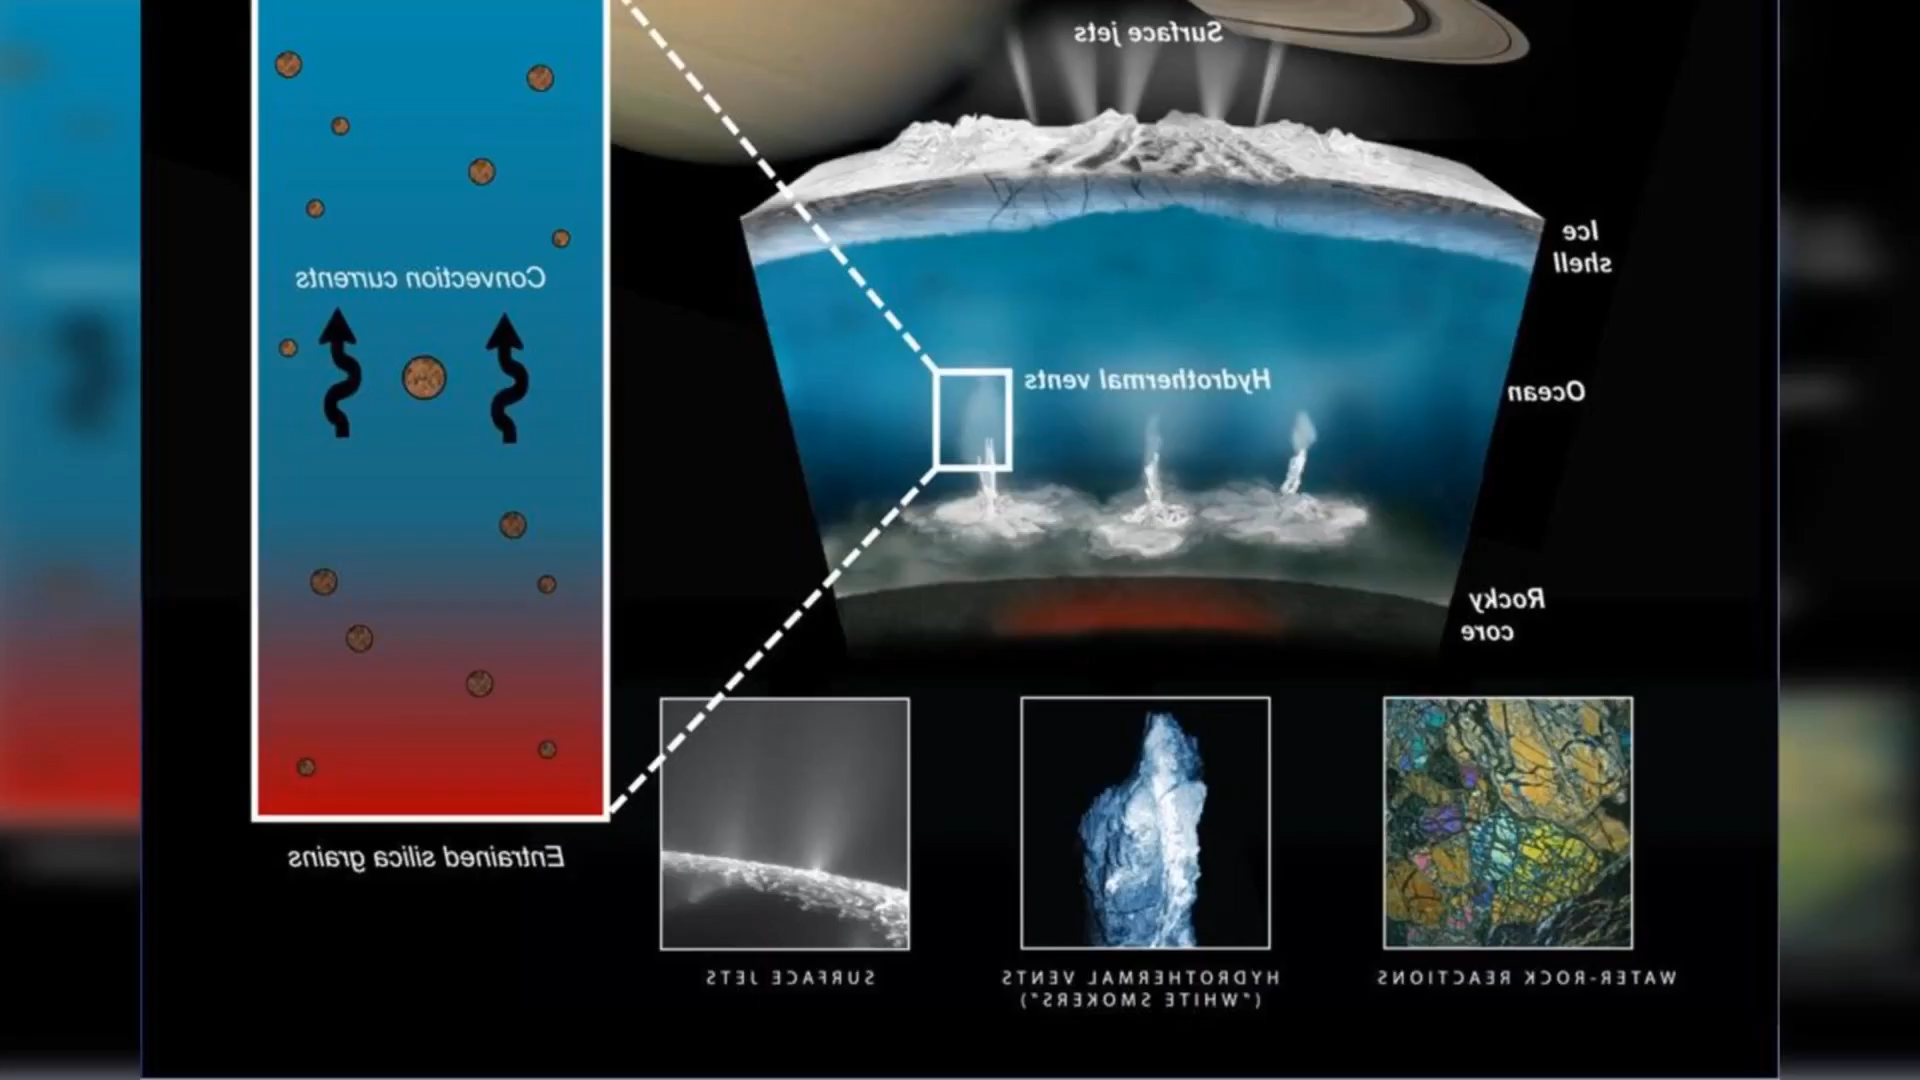 Surface jets
Ice
shell
Convection currents
Hydrothermal vents
Ocean
Rocky
core
Entrained silica grains
SURFACE JETS
HYDROTHERMAL VENTS
("WHITE SMOKERS")
WATER-ROCK REACTIONS